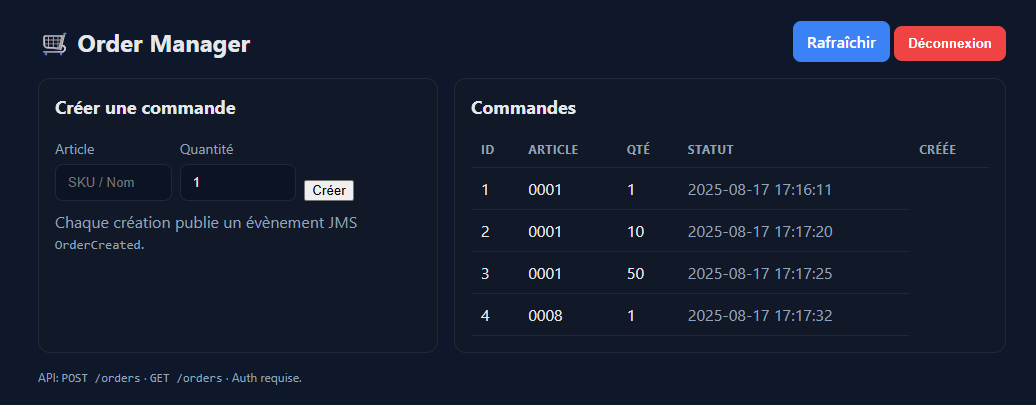 🛒 Order Manager
Rafraîchir
Déconnexion
Créer une commande
Article
Quantité
SKU / Nom
1
Créer
Chaque création publie un évènement JMS
OrderCreated.
Commandes
ID ARTICLE QTÉ STATUT CRÉÉE
1 0001 1 2025-08-17 17:16:11
2 0001 10 2025-08-17 17:17:20
3 0001 50 2025-08-17 17:17:25
4 0008 1 2025-08-17 17:17:32
API: POST /orders · GET /orders · Auth requise.